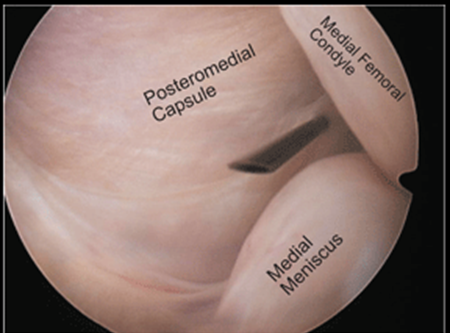 Posteromedial
Capsule
Medial Femoral
Condyle
Medial
Meniscus